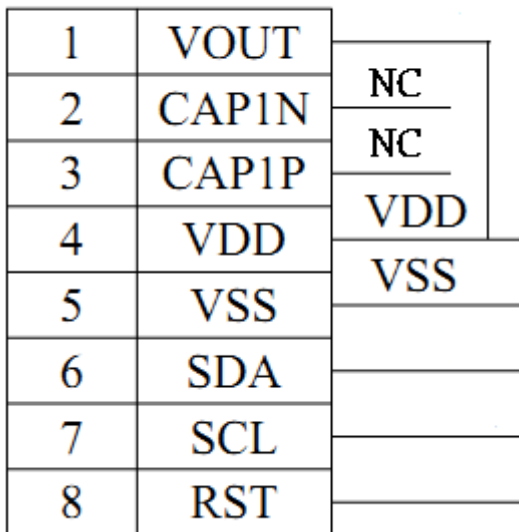 1 VOUT
2 CAP1N NC
3 CAP1P NC
4 VDD VDD
5 VSS VSS
6 SDA
7 SCL
8 RST